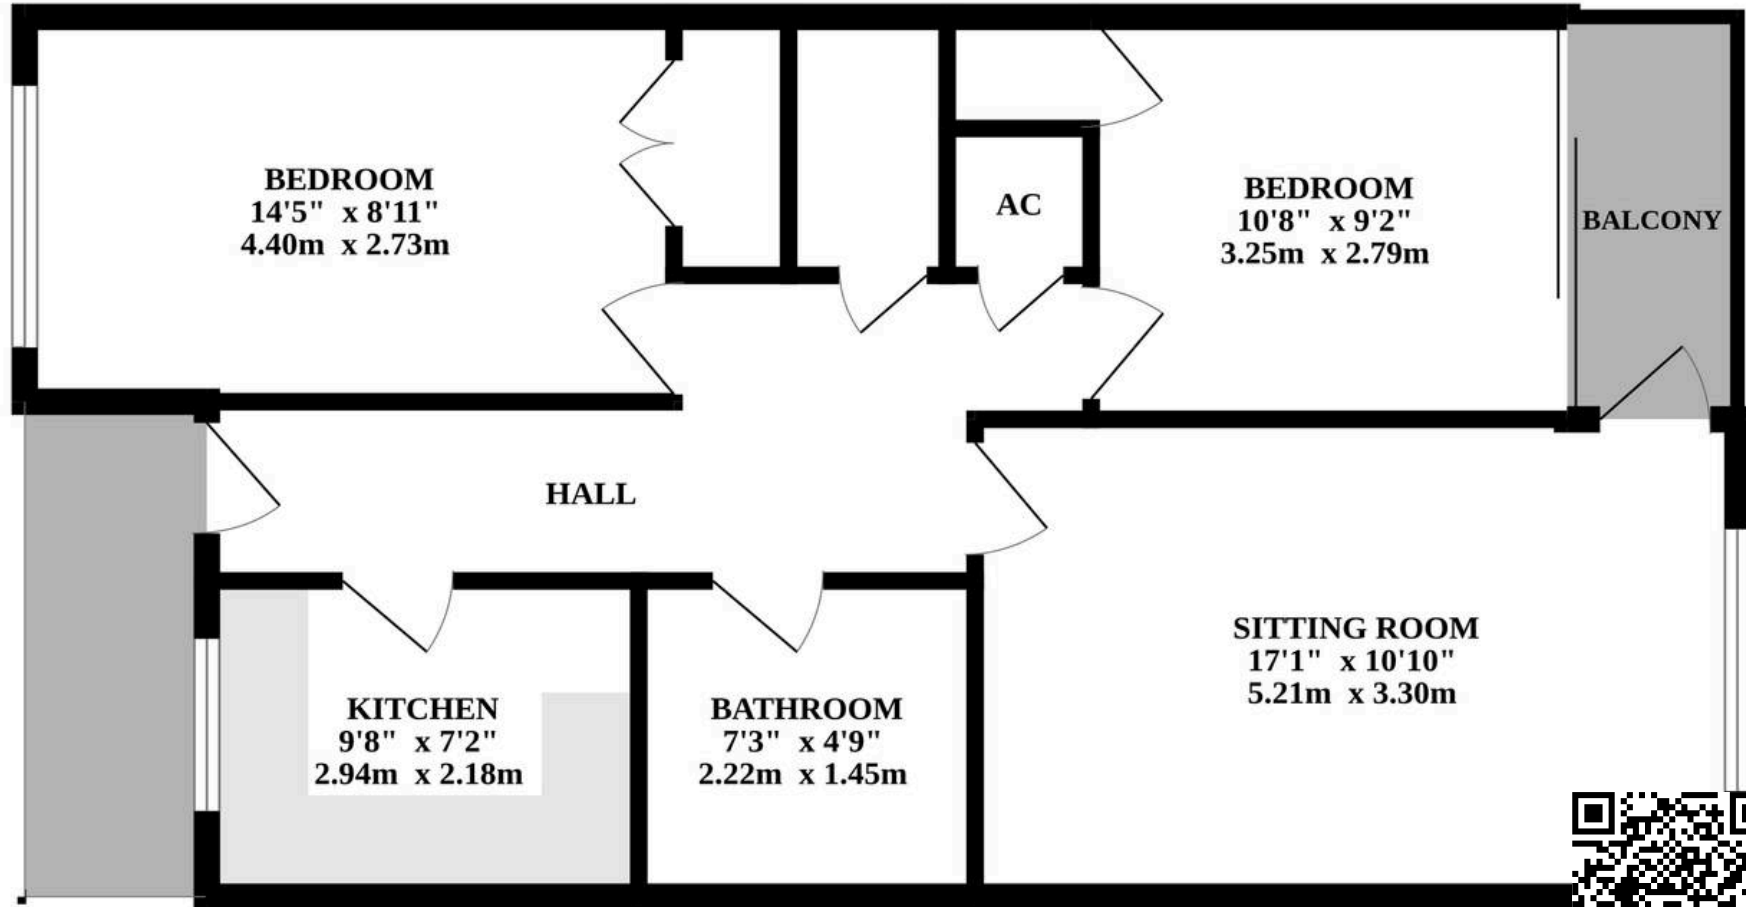 BEDROOM
14'5" x 8'11"
4.40m x 2.73m
AC
BEDROOM
10'8" x 9'2"
3.25m x 2.79m
BALCONY
HALL
KITCHEN
9'8" x 7'2"
2.94m x 2.18m
BATHROOM
7'3" x 4'9"
2.22m x 1.45m
SITTING ROOM
17'1" x 10'10"
5.21m x 3.30m